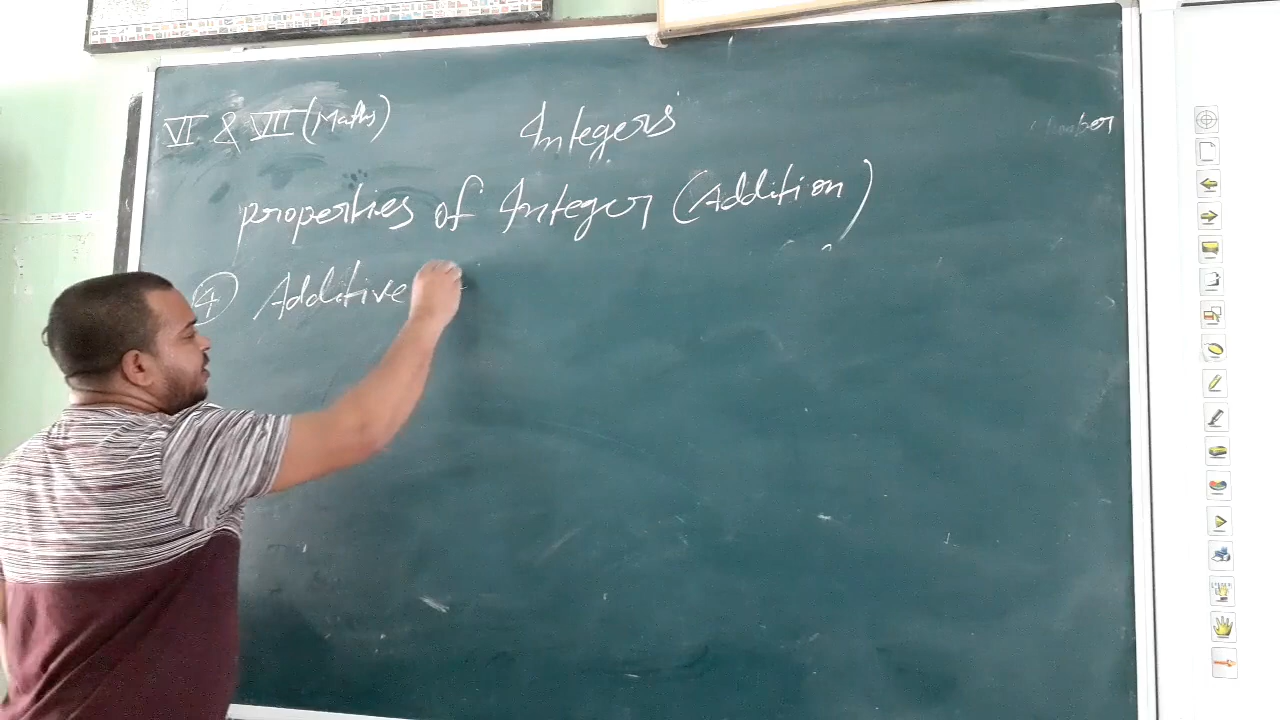 VI & VII (Maths)
Integers
properties of Integer (Addition)
④ Additive